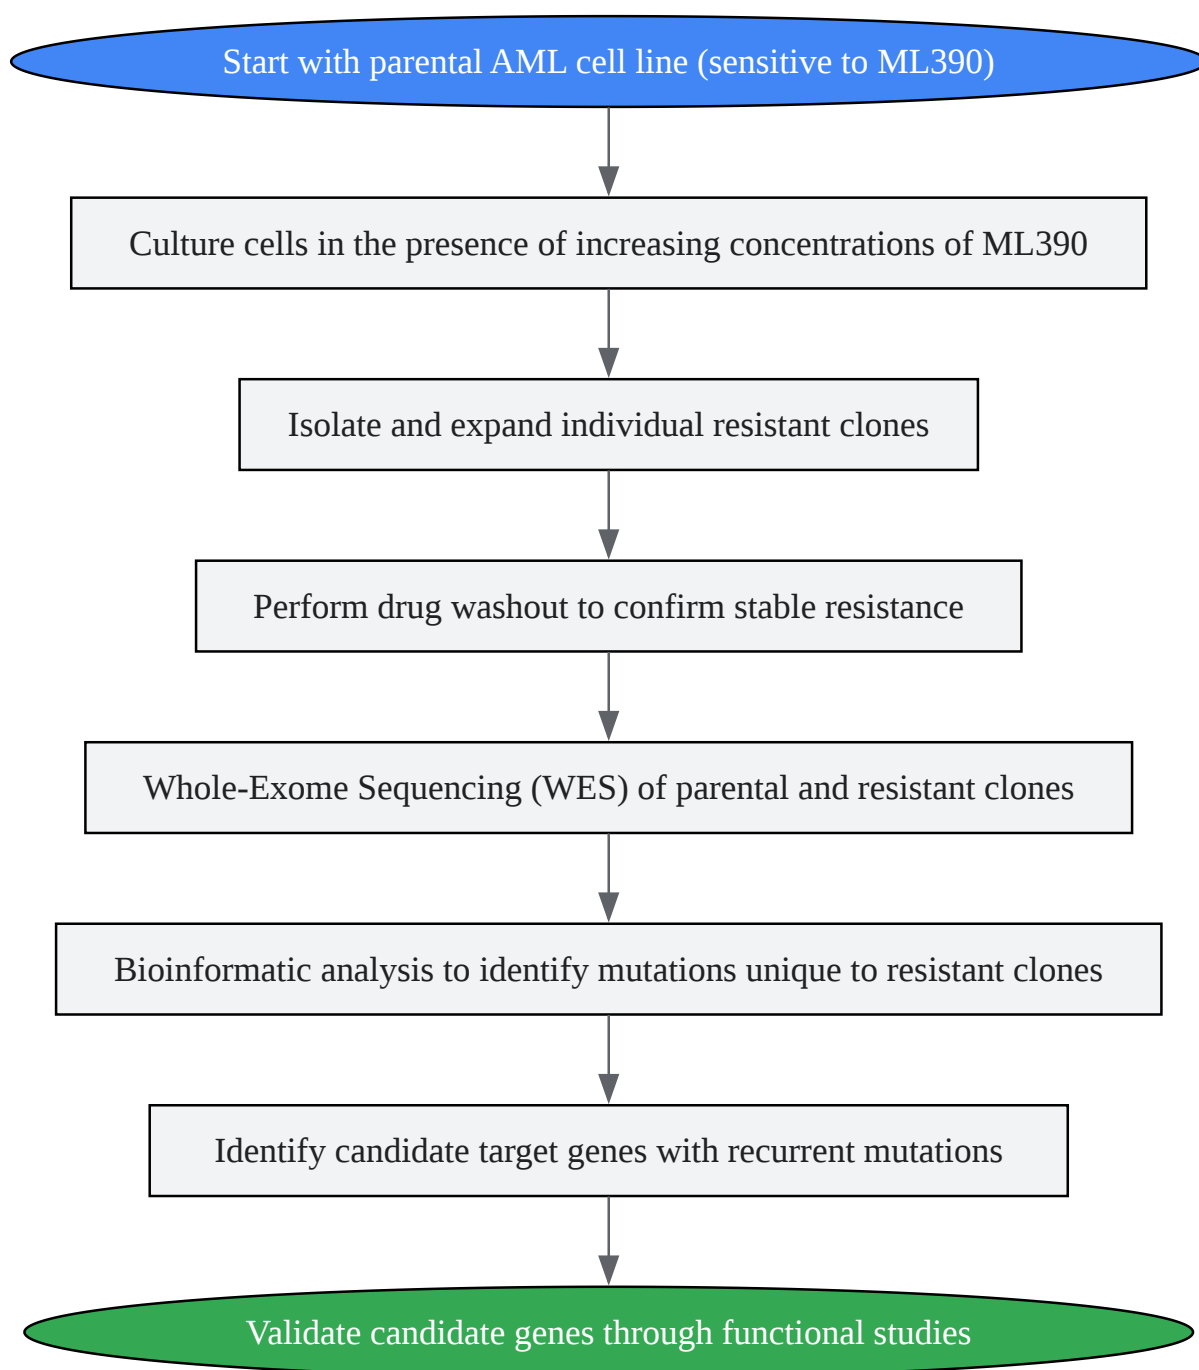 Start with parental AML cell line (sensitive to ML390)
Culture cells in the presence of increasing concentrations of ML390
Isolate and expand individual resistant clones
Perform drug washout to confirm stable resistance
Whole-Exome Sequencing (WES) of parental and resistant clones
Bioinformatic analysis to identify mutations unique to resistant clones
Identify candidate target genes with recurrent mutations
Validate candidate genes through functional studies